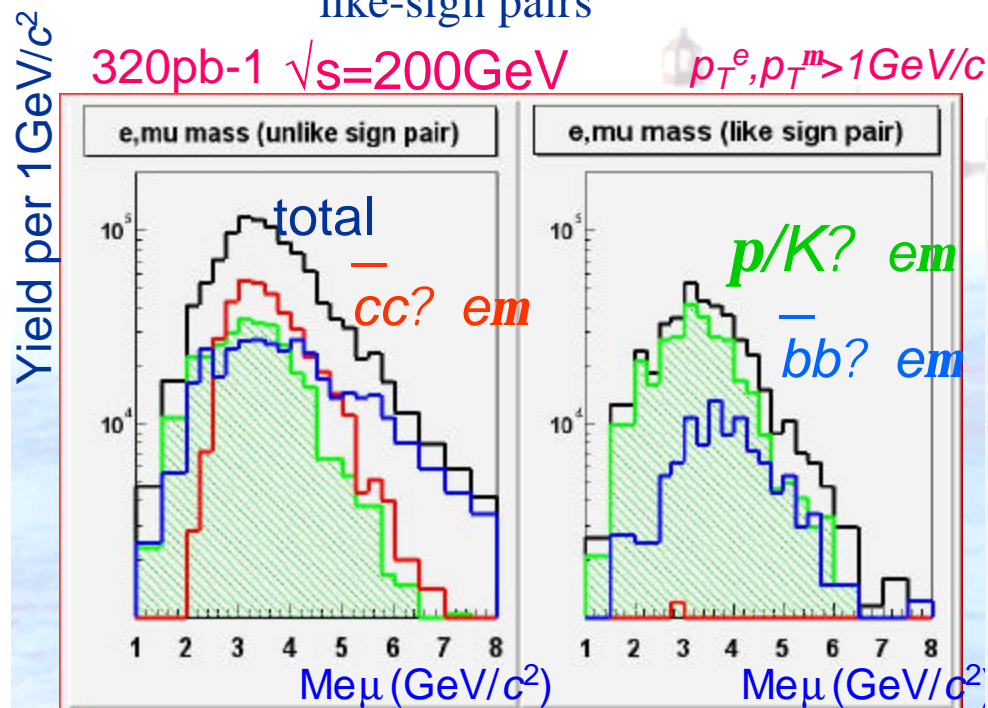 like-sign pairs
320pb-1 √s=200GeV
p_T^e,p_T^m>1GeV/c
Yield per 1GeV/c²
e,mu mass (unlike sign pair)
e,mu mass (like sign pair)
10⁵
10⁴
total
c̅c? em
1 2 3 4 5 6 7 8
Meμ (GeV/c²)
10⁵
10⁴
p/K? em
b̅b? em
1 2 3 4 5 6 7 8
Meμ (GeV/c²)